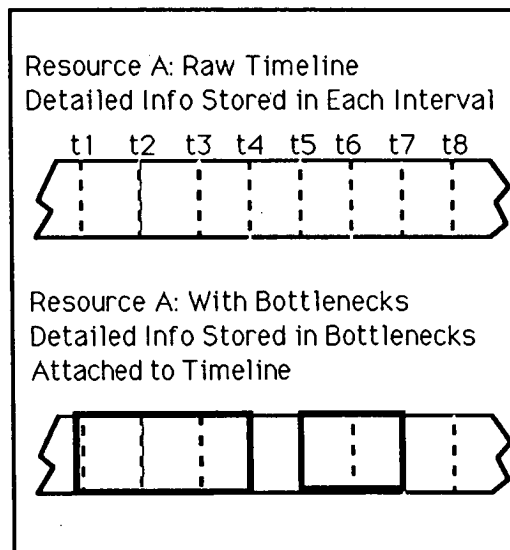 Resource A: Raw Timeline
Detailed Info Stored in Each Interval
t1 t2 t3 t4 t5 t6 t7 t8
Resource A: With Bottlenecks
Detailed Info Stored in Bottlenecks
Attached to Timeline